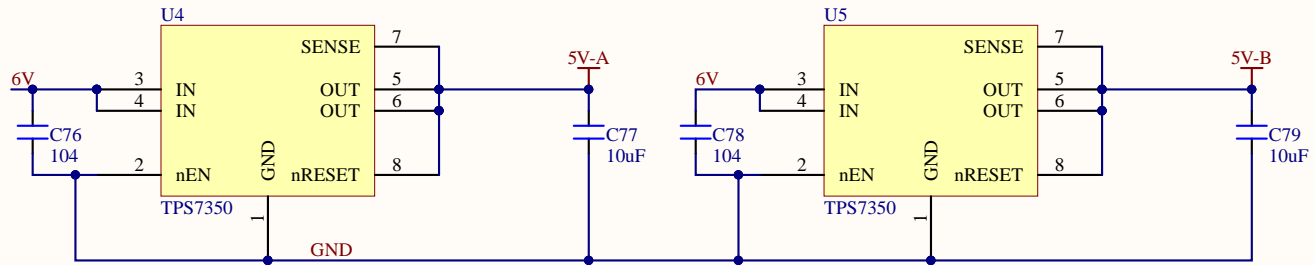 U4
U5
SENSE 7
SENSE 7
5V-A
5V-B
6V
3 IN
OUT 5
6V
3 IN
OUT 5
4 IN
OUT 6
4 IN
OUT 6
C76
104
C77
10uF
C78
104
C79
10uF
2 nEN
GND
nRESET 8
2 nEN
GND
nRESET 8
TPS7350
1
TPS7350
1
GND